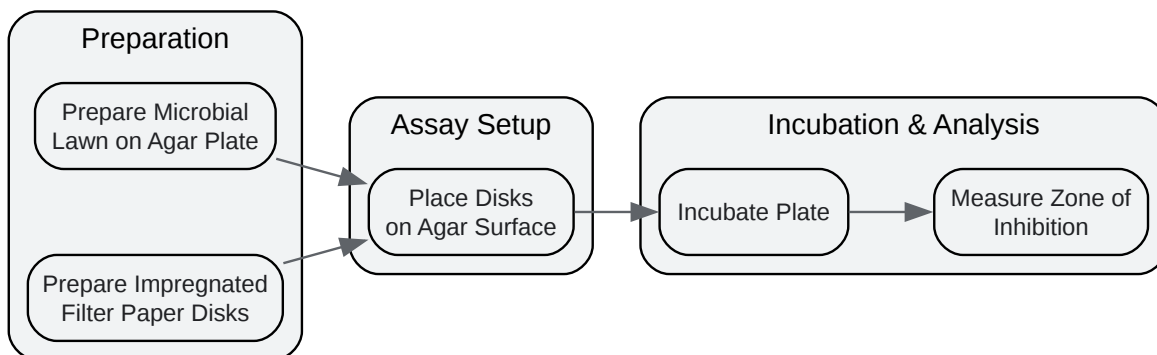 Preparation
Prepare Microbial
Lawn on Agar Plate
Prepare Impregnated
Filter Paper Disks
Assay Setup
Place Disks
on Agar Surface
Incubation & Analysis
Incubate Plate
Measure Zone of
Inhibition